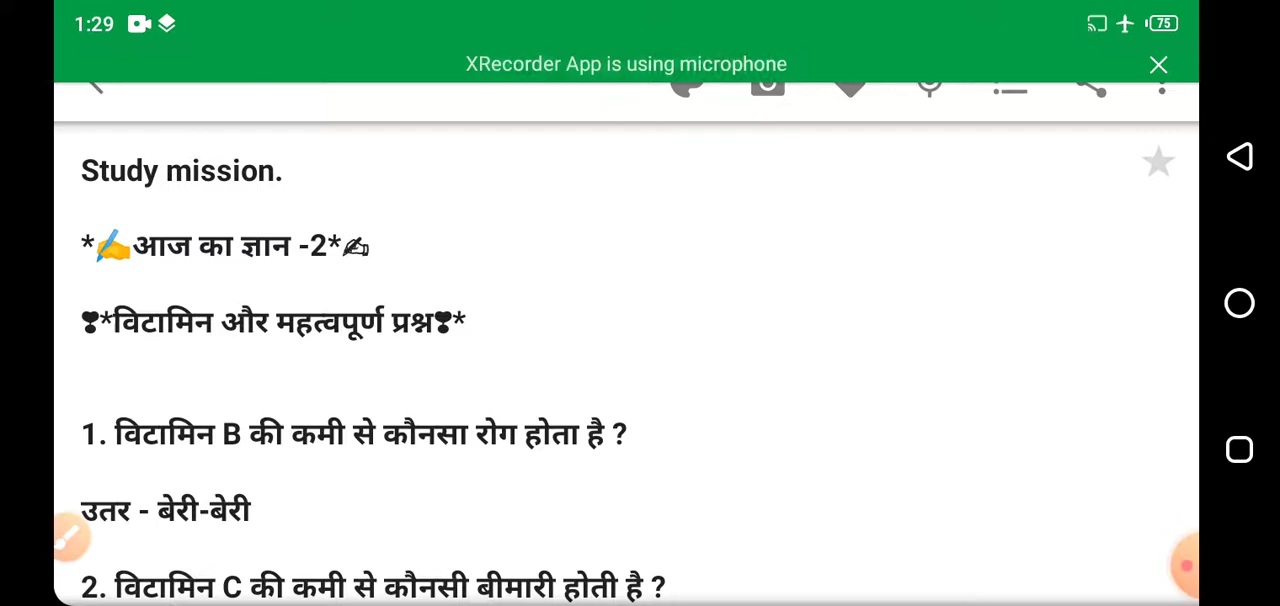 1:29
75
XRecorder App is using microphone
Study mission.
*✍️आज का ज्ञान -2*✍
❣*विटामिन और महत्वपूर्ण प्रश्न❣*
1. विटामिन B की कमी से कौनसा रोग होता है ?
उतर - बेरी-बेरी
2. विटामिन C की कमी से कौनसी बीमारी होती है ?